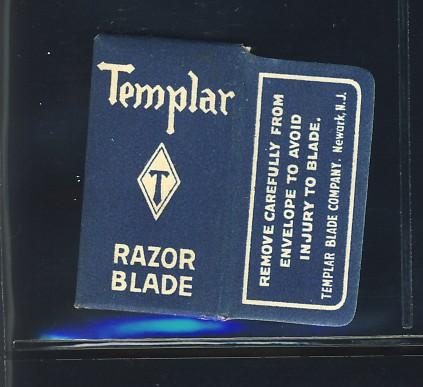 Templar
T
RAZOR
BLADE
REMOVE CAREFULLY FROM
ENVELOPE TO AVOID
INJURY TO BLADE.
TEMPLAR BLADE COMPANY. Newark, N.J.